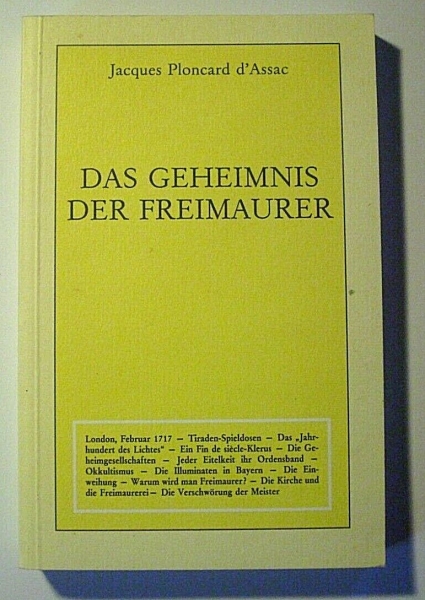 Jacques Ploncard d'Assac
DAS GEHEIMNIS
DER FREIMAURER
London, Februar 1717 – Tiraden-Spieldosen – Das „Jahr-
hundert des Lichtes" – Ein Fin de siècle-Klerus – Die Ge-
heimgesellschaften – Jeder Eitelkeit ihr Ordensband –
Okkultismus – Die Illuminaten in Bayern – Die Ein-
weihung – Warum wird man Freimaurer? – Die Kirche und
die Freimaurerei – Die Verschwörung der Meister